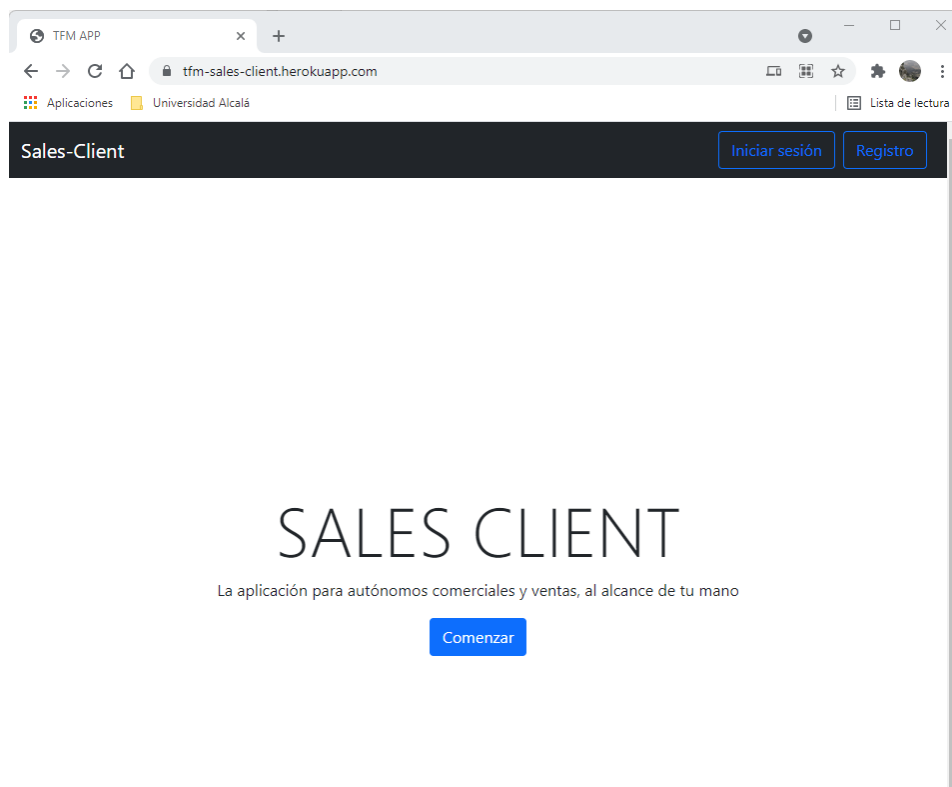 TFM APP
tfm-sales-client.herokuapp.com
Aplicaciones Universidad Alcalá Lista de lectura
Sales-Client Iniciar sesión Registro
SALES CLIENT
La aplicación para autónomos comerciales y ventas, al alcance de tu mano
Comenzar